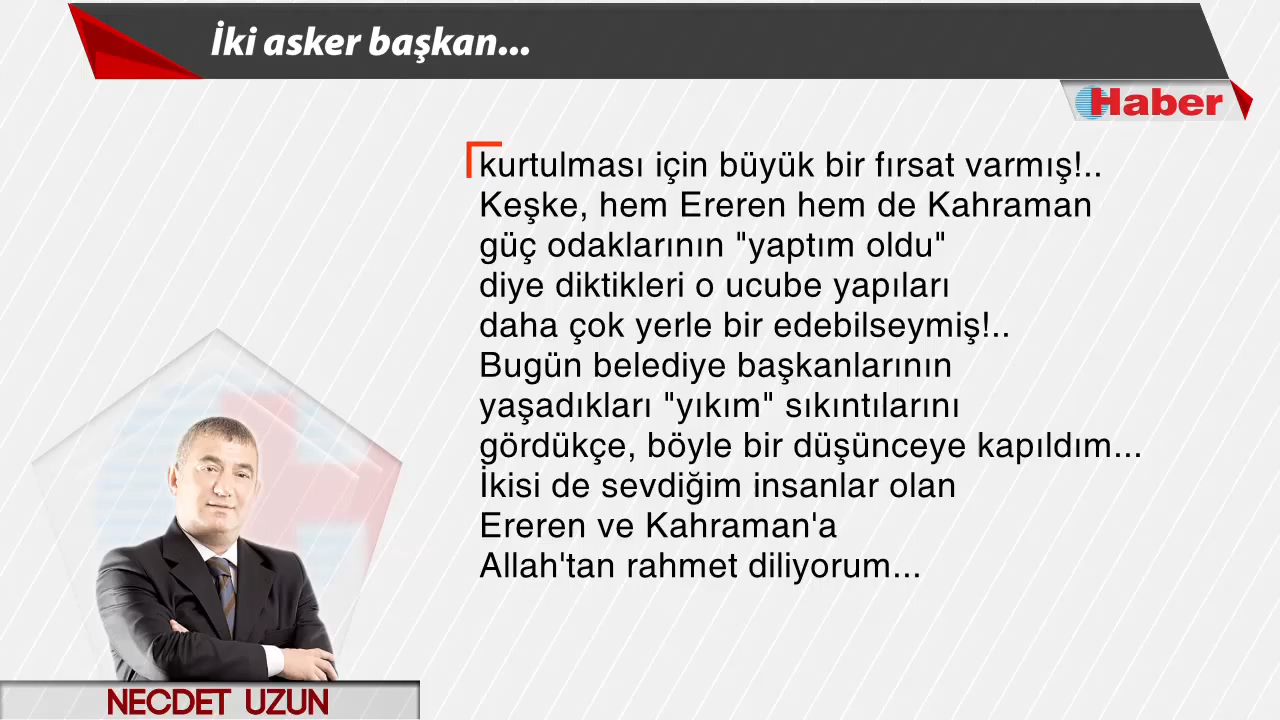 İki asker başkan...
Haber
kurtulması için büyük bir fırsat varmış!..
Keşke, hem Ereren hem de Kahraman
güç odaklarının "yaptım oldu"
diye diktikleri o ucube yapıları
daha çok yerle bir edebilseymiş!..
Bugün belediye başkanlarının
yaşadıkları "yıkım" sıkıntılarını
gördükçe, böyle bir düşünceye kapıldım...
İkisi de sevdiğim insanlar olan
Ereren ve Kahraman'a
Allah'tan rahmet diliyorum...
NECDET UZUN